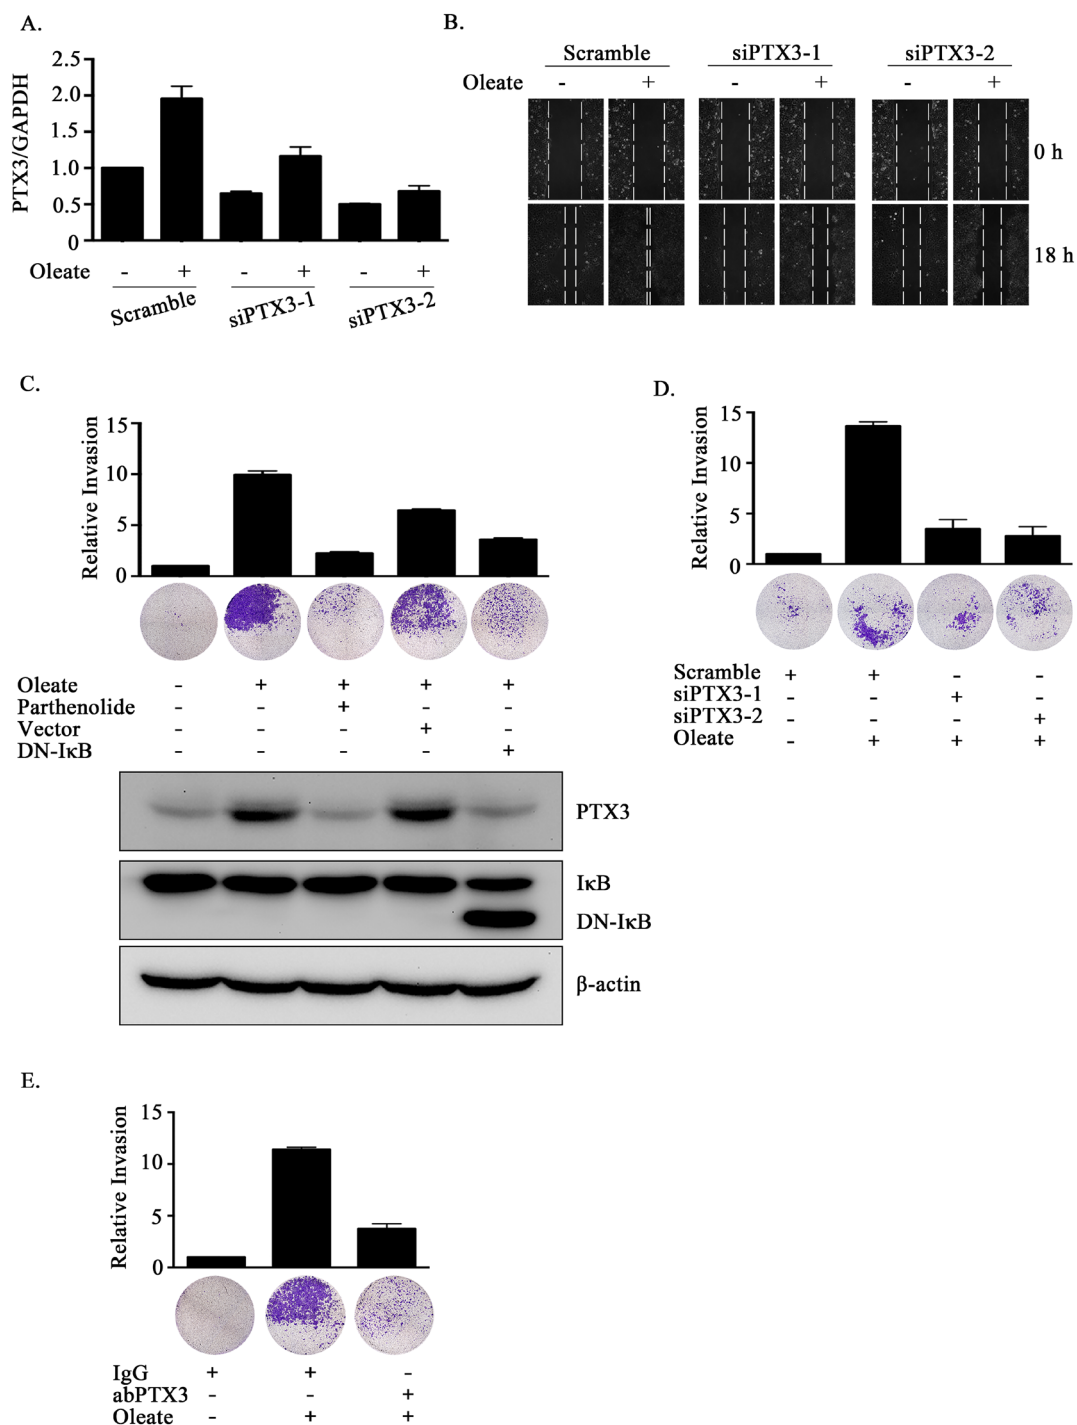 A.
PTX3/GAPDH
2.5
2.0
1.5
1.0
0.5
0
Oleate - + - + - +
Scramble siPTX3-1 siPTX3-2
B.
Scramble siPTX3-1 siPTX3-2
Oleate - + - + - +
0 h
18 h
C.
Relative Invasion
15
10
5
0
Oleate - + + + +
Parthenolide - - + - -
Vector - - - + -
DN-IκB - - - - +
PTX3
IκB
DN-IκB
β-actin
D.
Relative Invasion
15
10
5
0
Scramble + + - -
siPTX3-1 - - + -
siPTX3-2 - - - +
Oleate - + + +
E.
Relative Invasion
15
10
5
0
IgG + + -
abPTX3 - - +
Oleate - + +